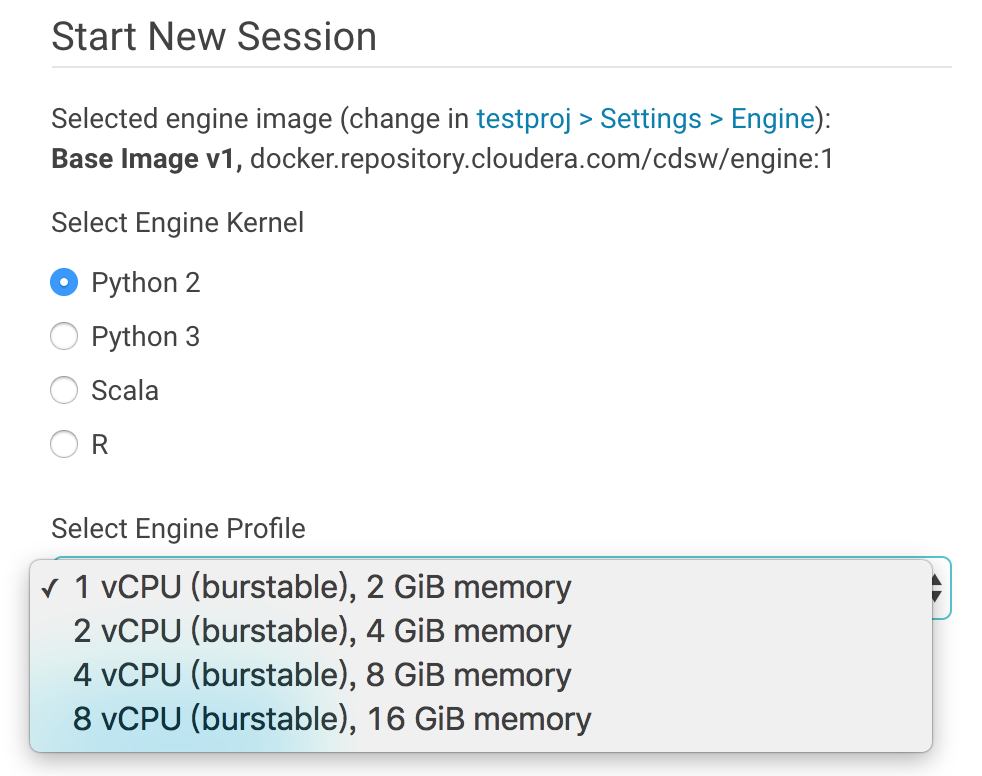 Start New Session
Selected engine image (change in testproj > Settings > Engine):
Base Image v1, docker.repository.cloudera.com/cdsw/engine:1
Select Engine Kernel
Python 2
Python 3
Scala
R
Select Engine Profile
✓ 1 vCPU (burstable), 2 GiB memory
2 vCPU (burstable), 4 GiB memory
4 vCPU (burstable), 8 GiB memory
8 vCPU (burstable), 16 GiB memory